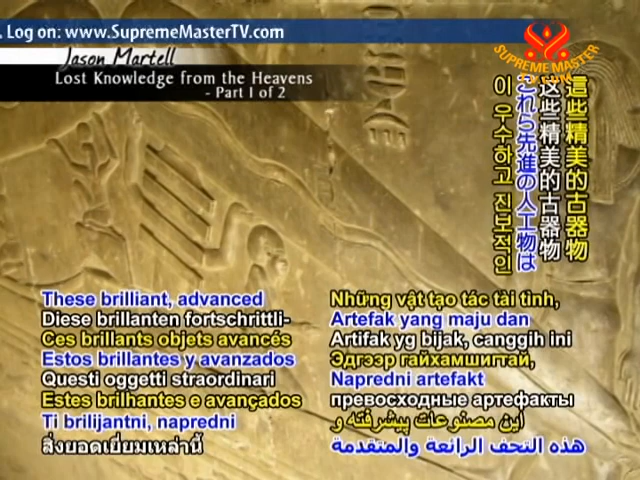 . Log on: www.SupremeMasterTV.com
Jason Martell
Lost Knowledge from the Heavens
- Part 1 of 2
SUPREME MASTER
這些精美的古器物
这些精美的古器物
これら先進の人工物は
이 우수하고 진보적인
These brilliant, advanced
Diese brillanten fortschrittli-
Ces brillants objets avancés
Estos brillantes y avanzados
Questi oggetti straordinari
Estes brilhantes e avançados
Ti brilijantni, napredni
สิ่งยอดเยี่ยมเหล่านี้
Những vật tạo tác tài tình,
Artefak yang maju dan
Artifak yg bijak, canggih ini
Эдгээр гайхамшигтай,
Napredni artefakt
превосходные артефакты
این مصنوعات پیشرفته و
هذه التحف الرائعة والمتقدمة